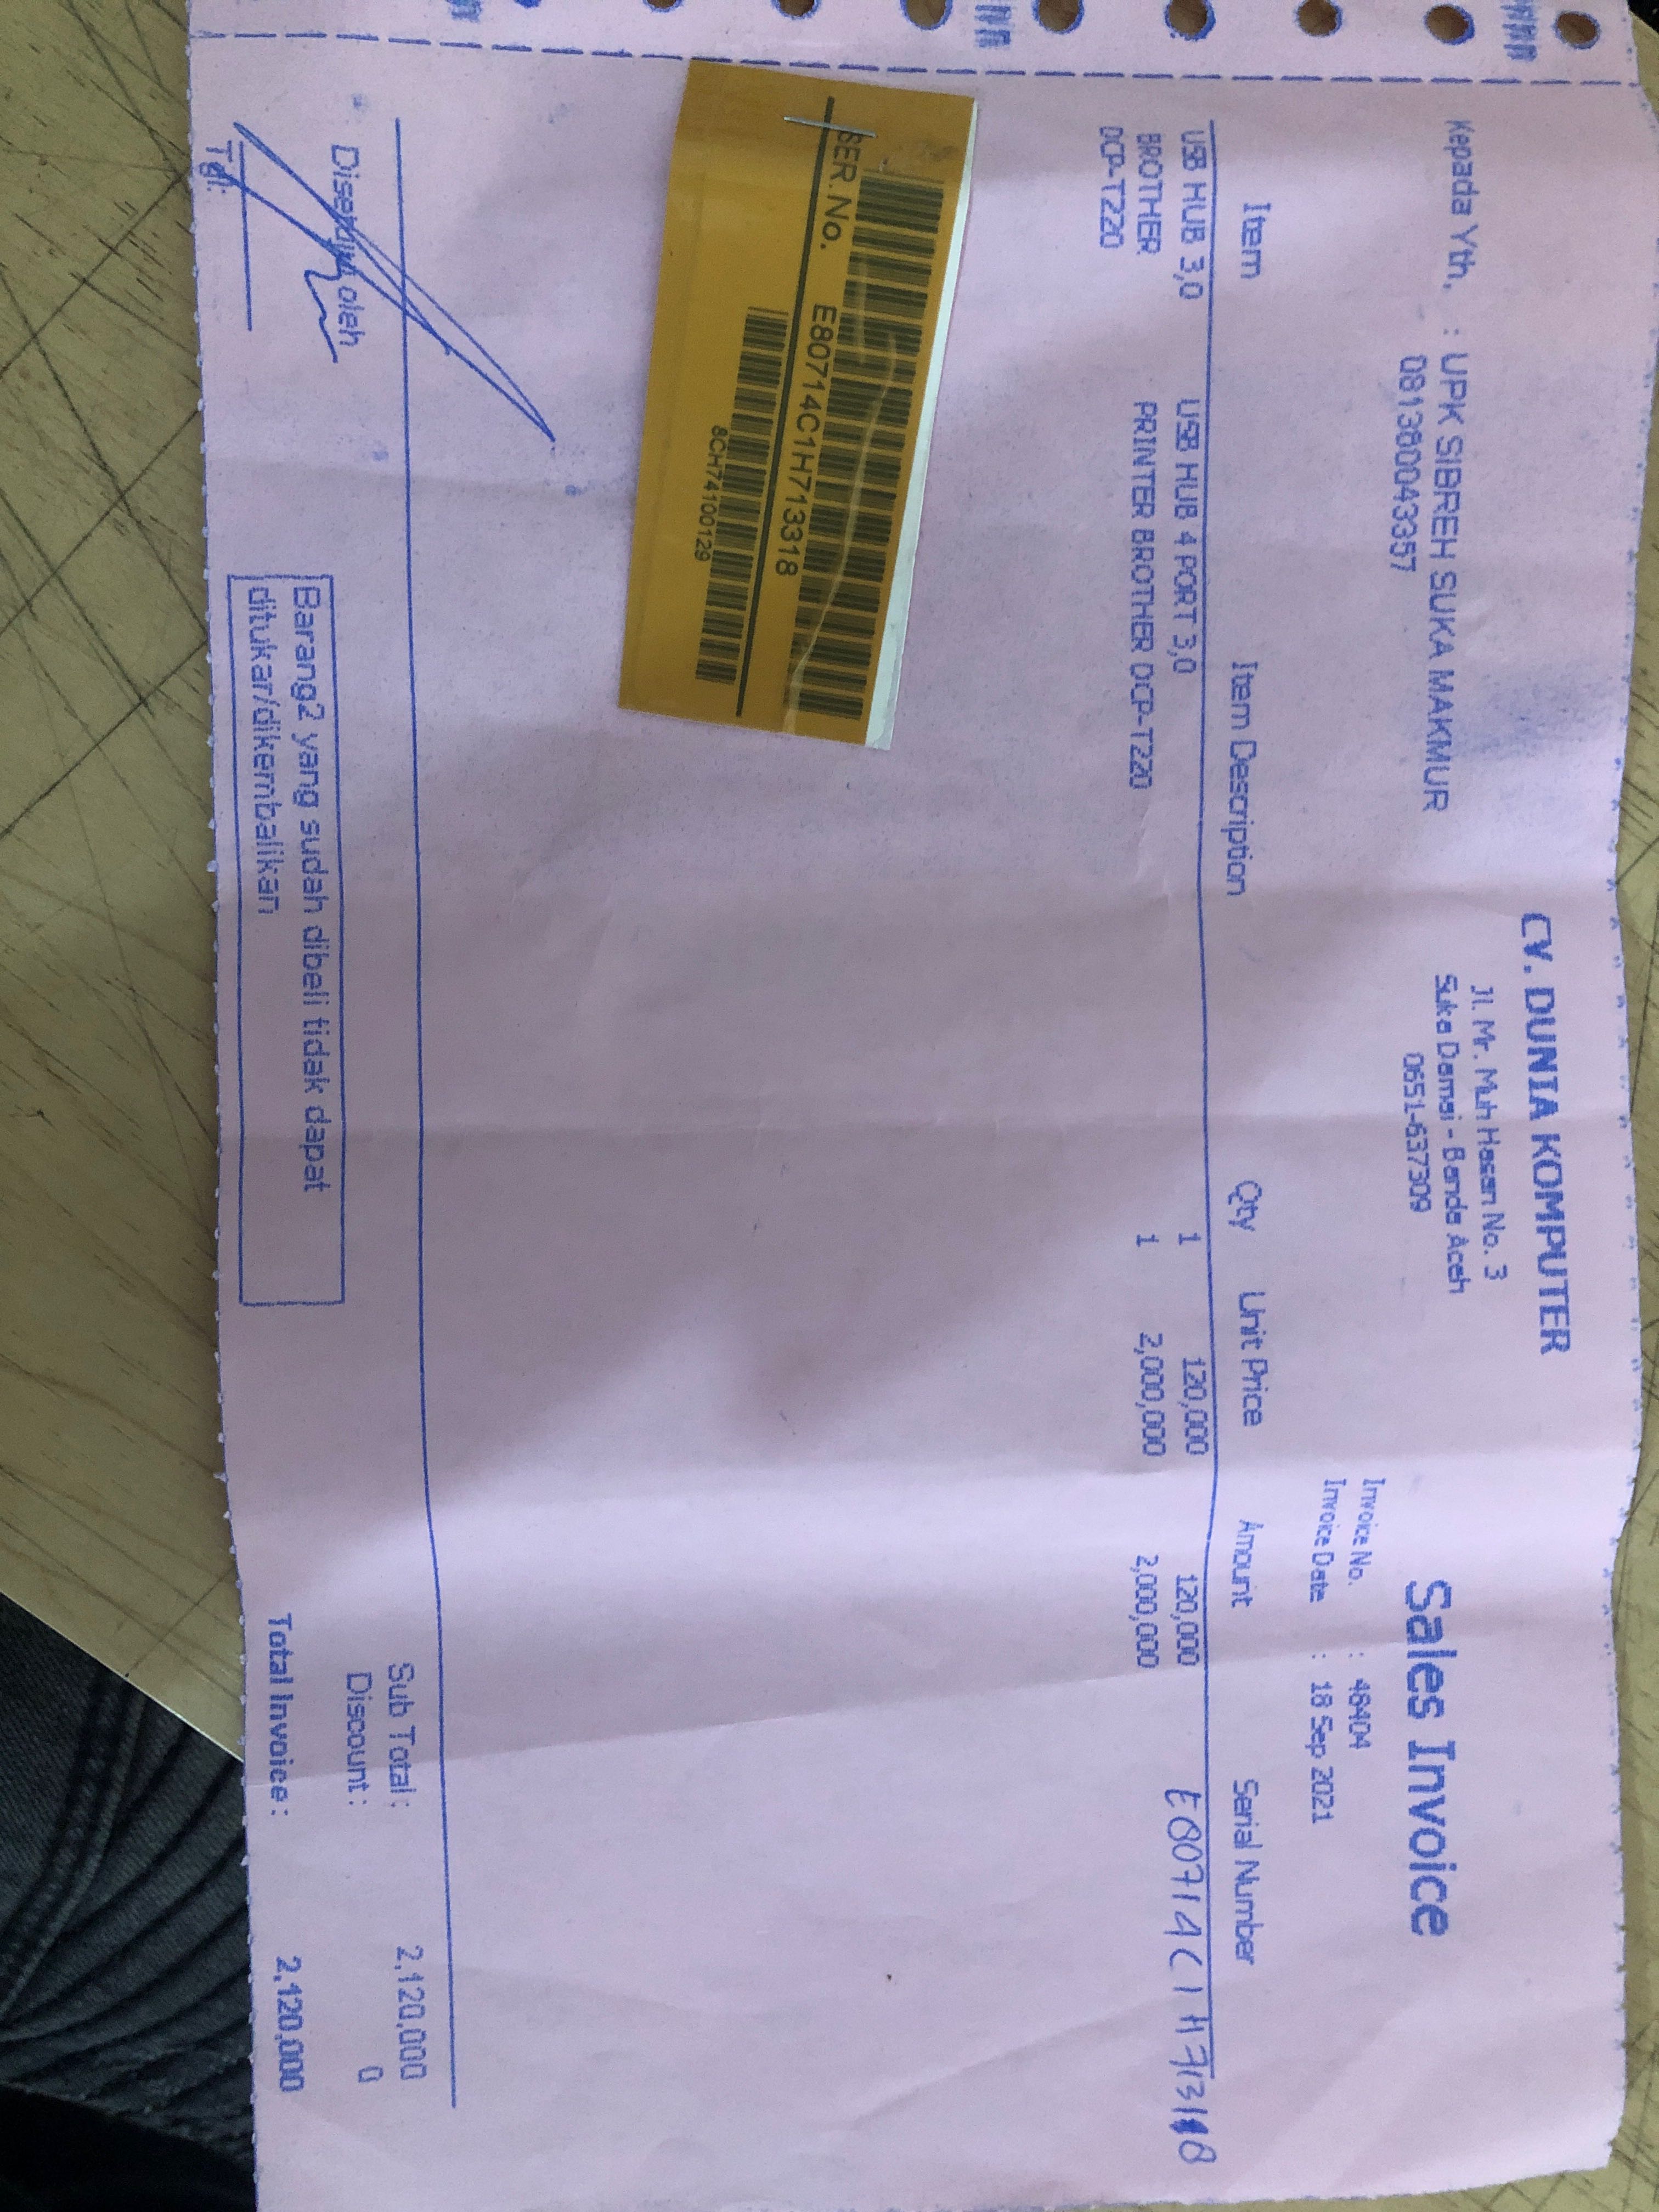 CV. DUNIA KOMPUTER
Jl. Mr. Muh Hasan No. 3
Suka Damai - Banda Aceh
0651-637309
Sales Invoice
Kepada Yth, : UPK SIBREH SUKA MAKMUR
081380043357
Invoice No. : 48404
Invoice Date : 18 Sep 2021
Item Item Description Qty Unit Price Amount Serial Number
USB HUB 3,0 USB HUB 4 PORT 3,0 1 120,000 120,000
BROTHER PRINTER BROTHER DCP-T220 1 2,000,000 2,000,000 E80714C1H713318
DCP-T220
SER.No. E80714C1H713318
8CH74100129
Sub Total : 2,120,000
Discount : 0
Total Invoice : 2,120,000
Disetujui oleh
Tgl:
Barang2 yang sudah dibeli tidak dapat
ditukar/dikembalikan